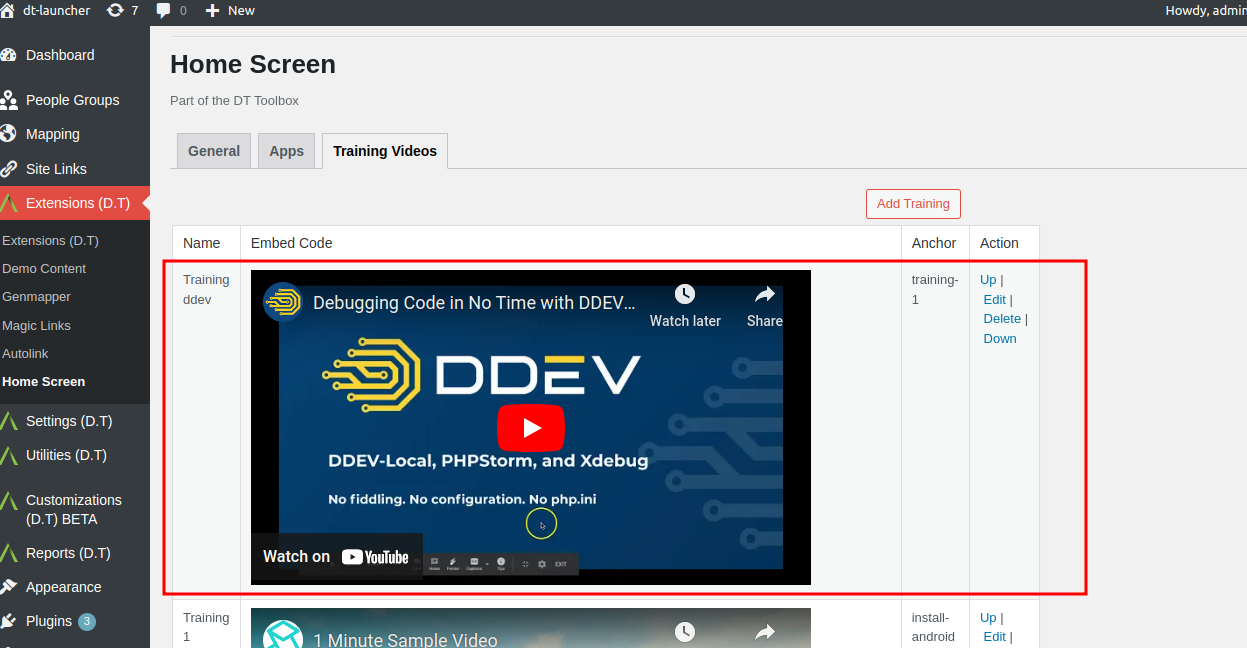 dt-launcher 7 0 New Howdy, admin
Dashboard
People Groups
Mapping
Site Links
Extensions (D.T)
Extensions (D.T)
Demo Content
Genmapper
Magic Links
Autolink
Home Screen
Settings (D.T)
Utilities (D.T)
Customizations
(D.T) BETA
Reports (D.T)
Appearance
Plugins 3
Home Screen
Part of the DT Toolbox
General Apps Training Videos
Add Training
Name Embed Code Anchor Action
Training
ddev
Debugging Code in No Time with DDEV...
Watch later Share
DDEV
DDEV-Local, PHPStorm, and Xdebug
No fiddling. No configuration. No php.ini
Watch on YouTube
EXIT
training-
1
Up |
Edit |
Delete |
Down
Training
1
1 Minute Sample Video
install-
android
Up |
Edit |